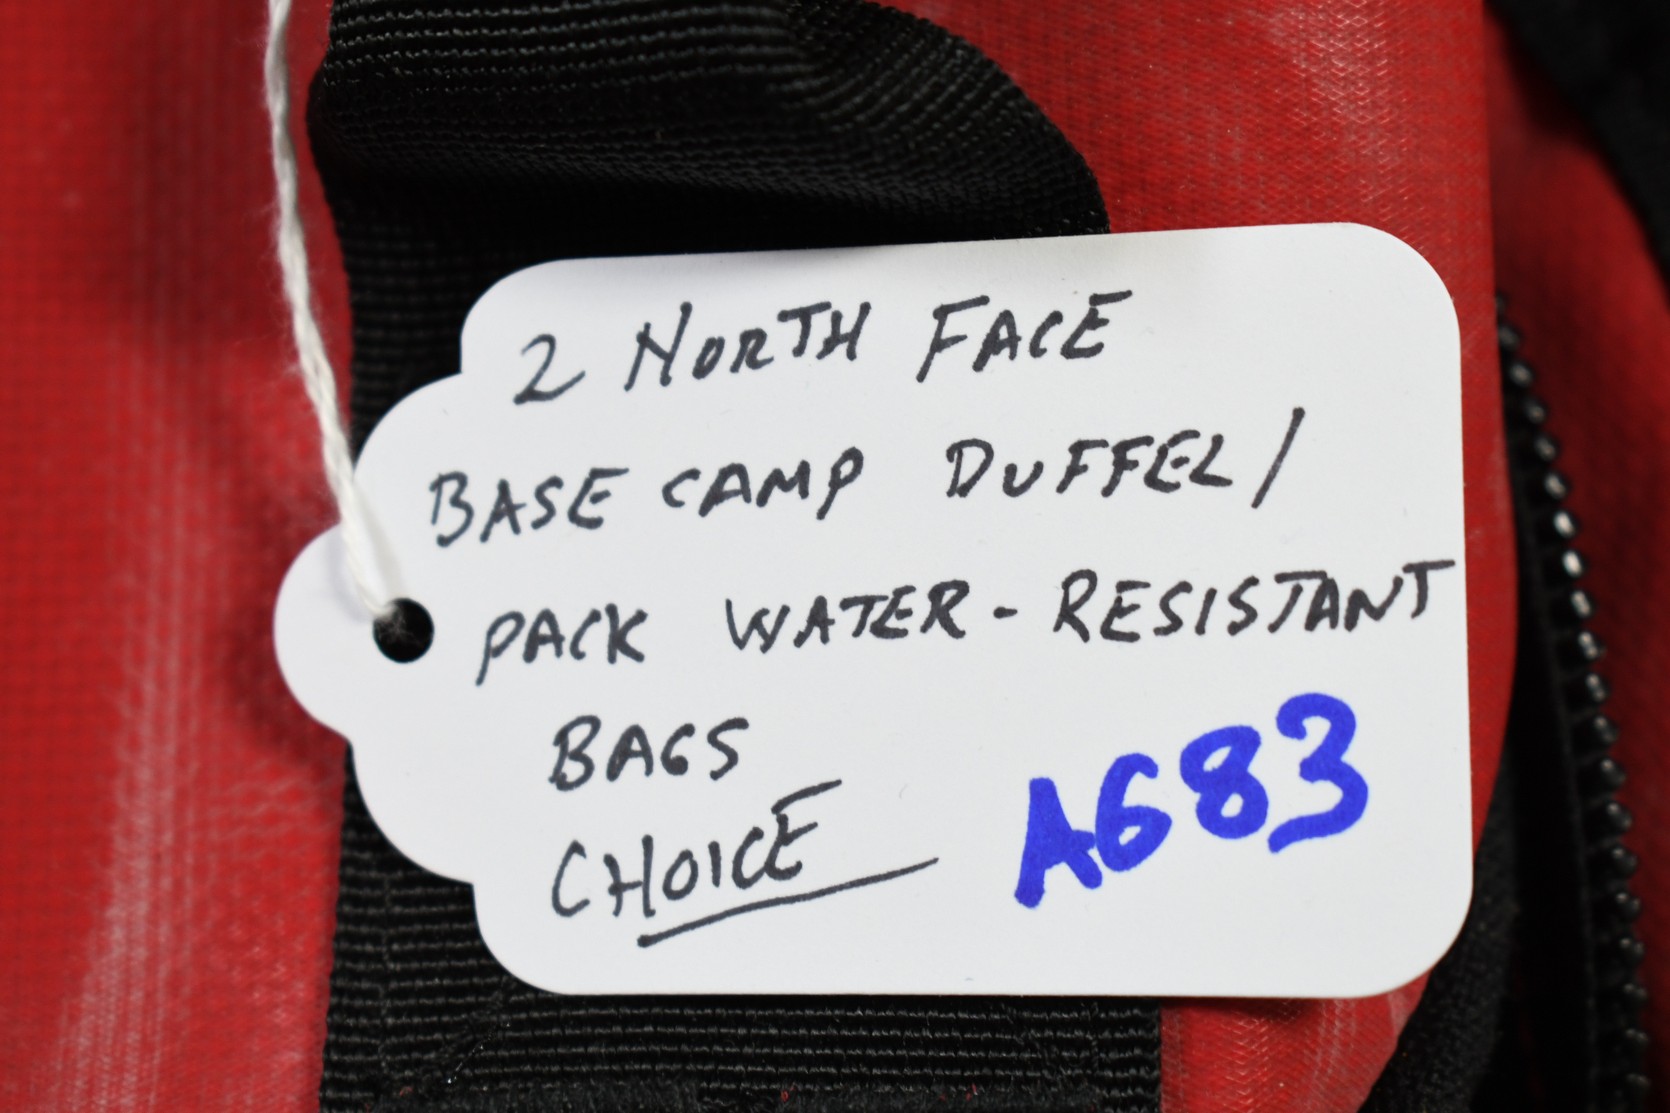 2 NORTH FACE
BASE CAMP DUFFEL/
PACK WATER-RESISTANT
BAGS
CHOICE
A683